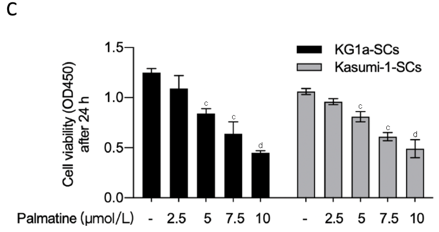 C
1.5
1.0
0.5
0.0
Cell viability (OD450)
after 24 h
KG1a-SCs
Kasumi-1-SCs
c c d c c d
Palmatine (μmol/L) - 2.5 5 7.5 10 - 2.5 5 7.5 10